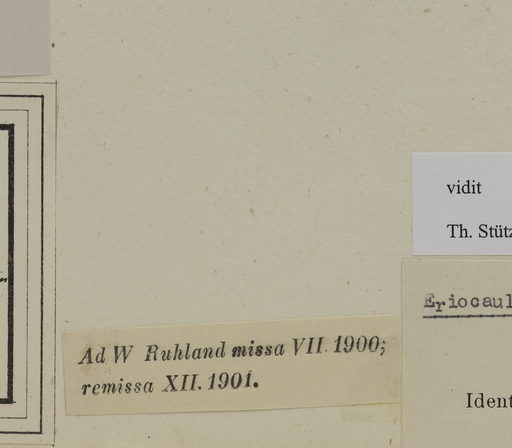 vidit
Th. Stütz
Eriocaul
Ad W Ruhland missa VII. 1900;
remissa XII. 1901.
Ident